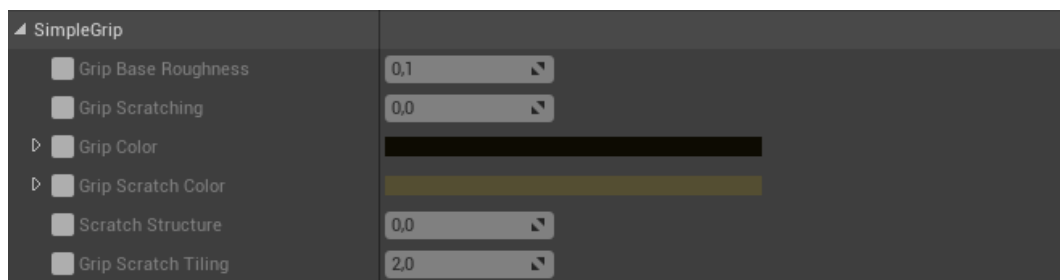 SimpleGrip
Grip Base Roughness 0,1
Grip Scratching 0,0
Grip Color
Grip Scratch Color
Scratch Structure 0,0
Grip Scratch Tiling 2,0